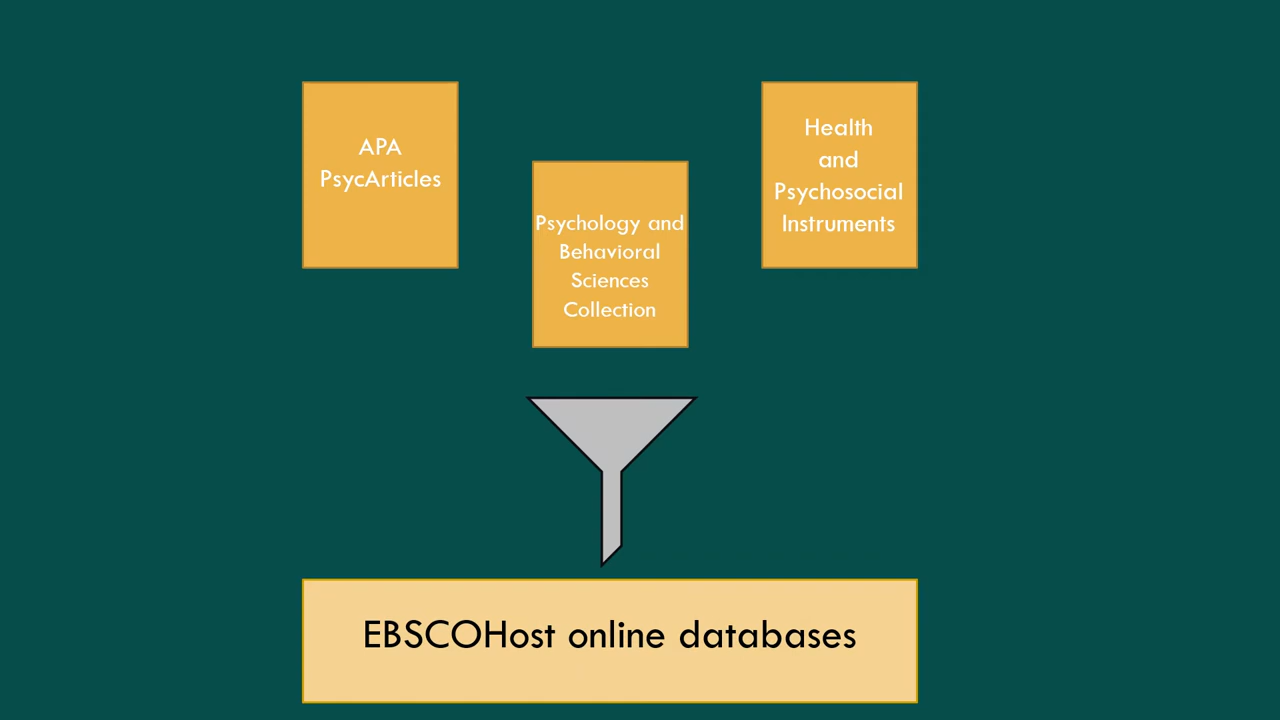 APA
PsycArticles
Psychology and
Behavioral
Sciences
Collection
Health
and
Psychosocial
Instruments
EBSCOHost online databases